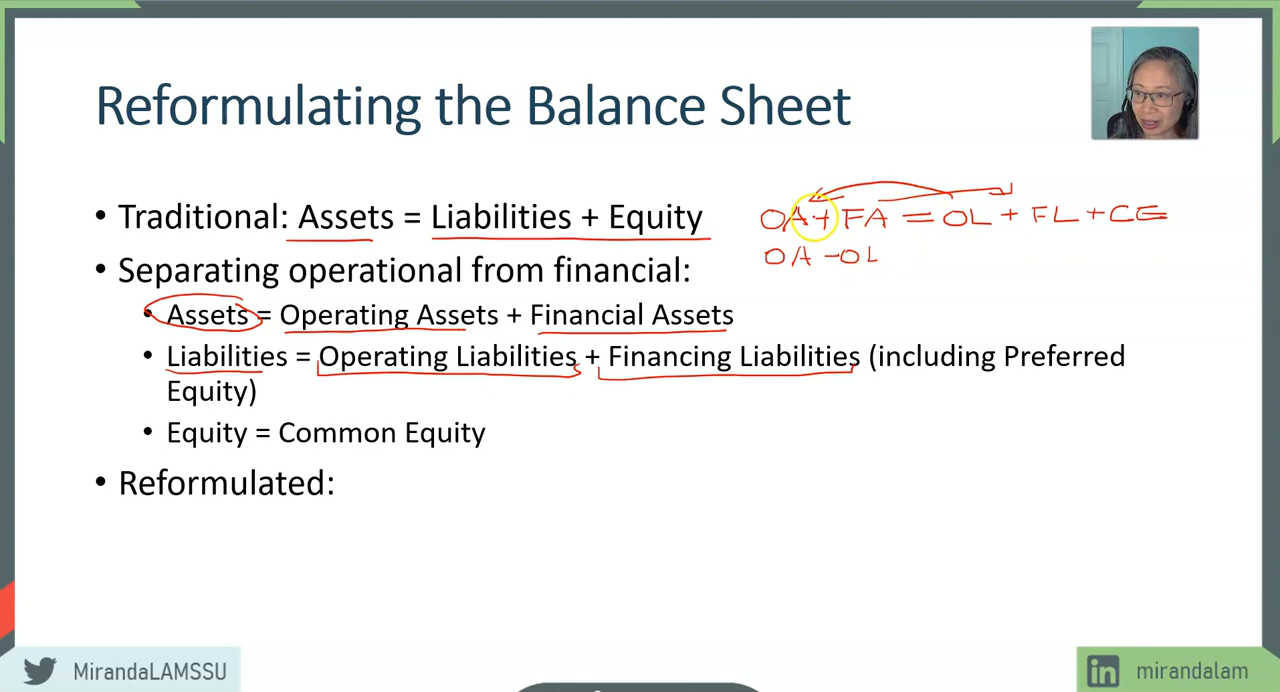 Reformulating the Balance Sheet
• Traditional: Assets = Liabilities + Equity
OA + FA = OL + FL + CE
OA - OL
• Separating operational from financial:
• Assets = Operating Assets + Financial Assets
• Liabilities = Operating Liabilities + Financing Liabilities (including Preferred
Equity)
• Equity = Common Equity
• Reformulated:
MirandaLAMSSU
in mirandalam